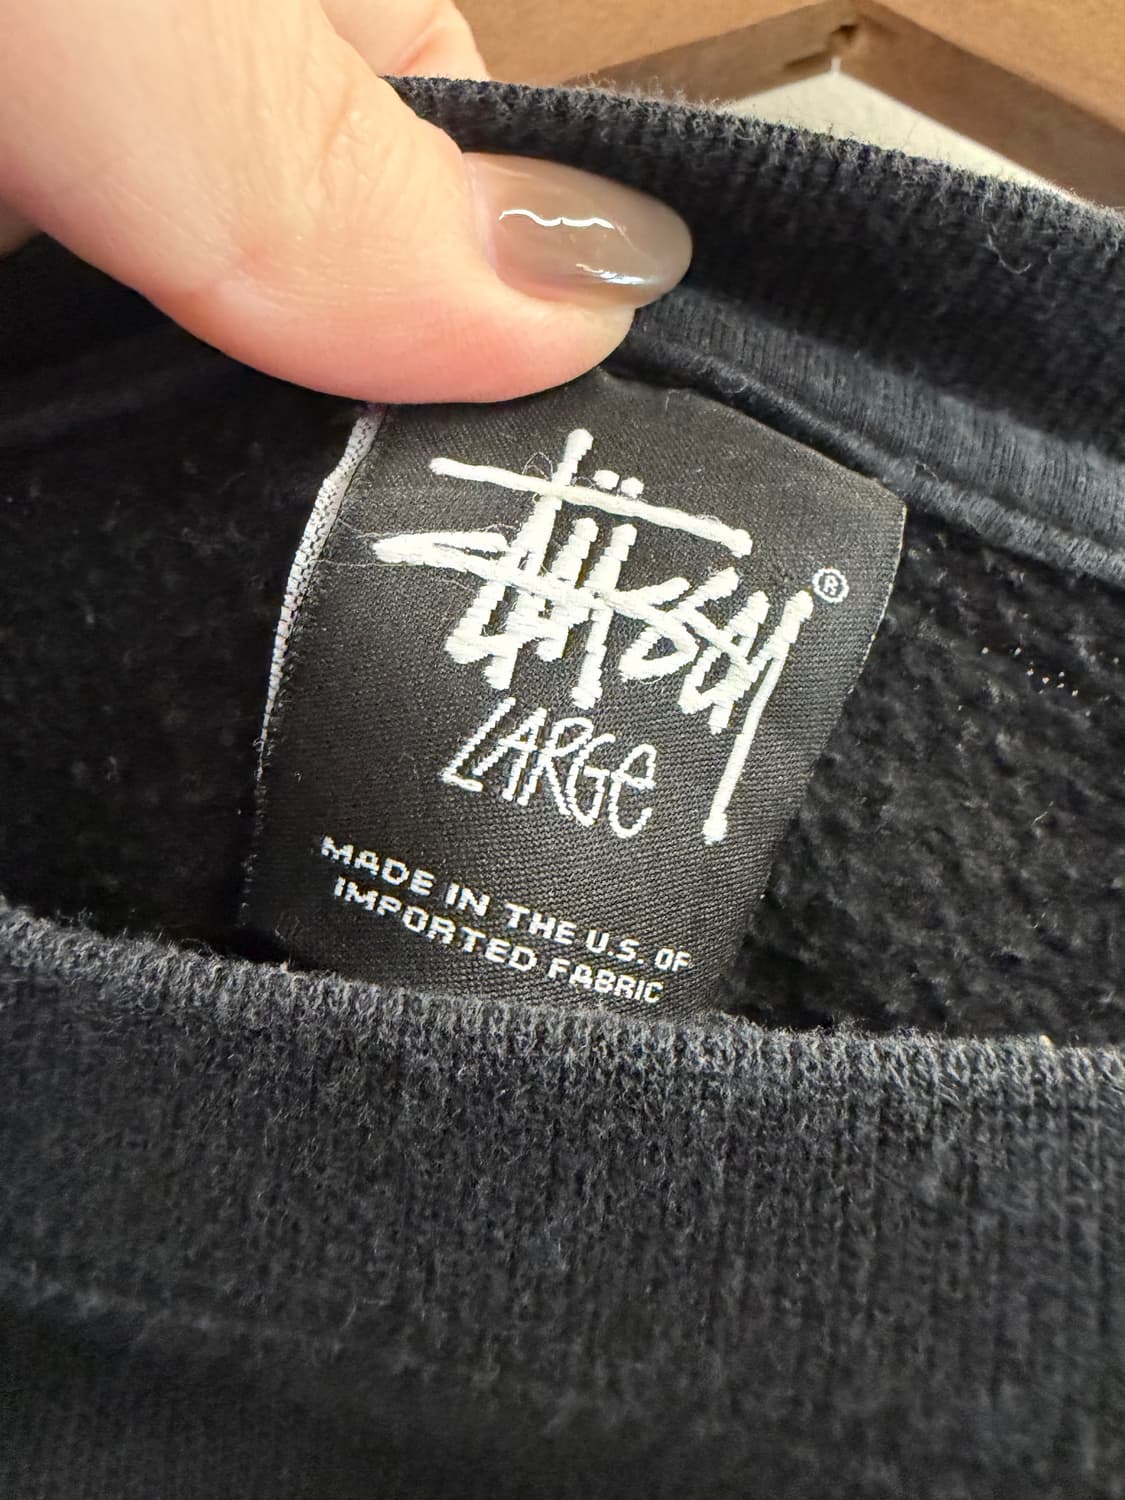 Stüssy ®
LARGe
MADE IN THE U.S. OF
IMPORTED FABRIC